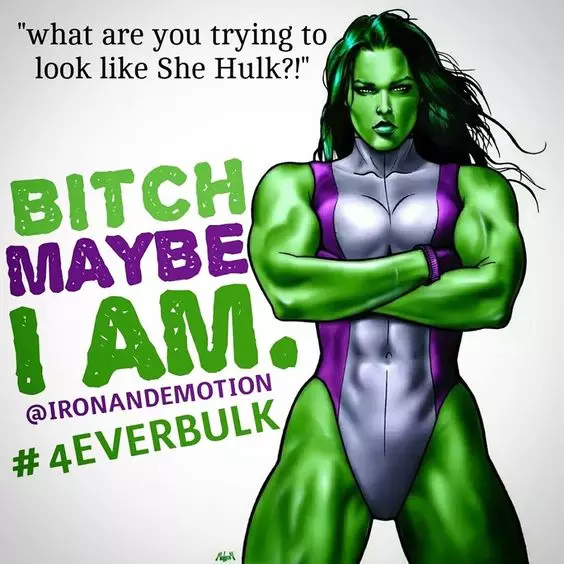 "what are you trying to
look like She Hulk?!"
BITCH
MAYBE
I AM.
@IRONANDEMOTION
# 4EVERBULK